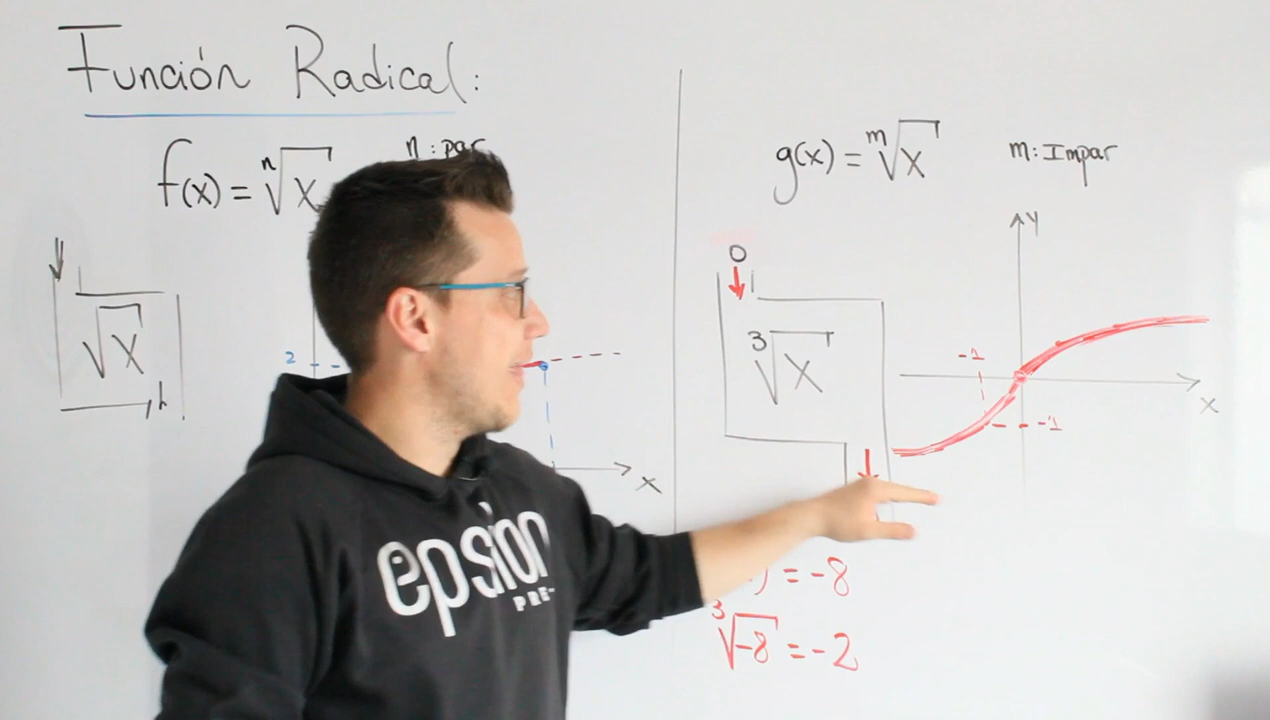 Función Radical:
f(x) = ⁿ√x
n : par
√x
2
x
g(x) = ᵐ√x
m: Impar
0
³√x
y
-1
x
-1
) = -8
³√-8 = -2
epsilon
PRE-